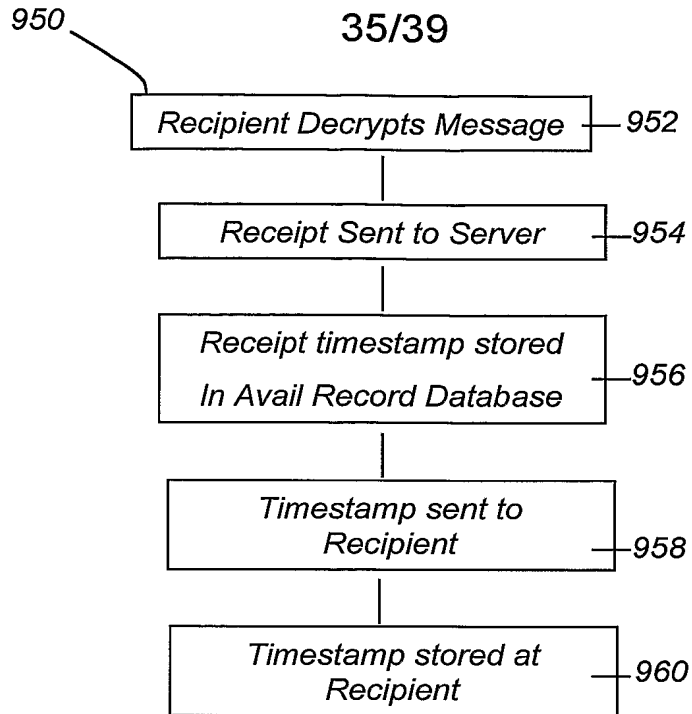 950
35/39
Recipient Decrypts Message
952
Receipt Sent to Server
954
Receipt timestamp stored
In Avail Record Database
956
Timestamp sent to
Recipient
958
Timestamp stored at
Recipient
960